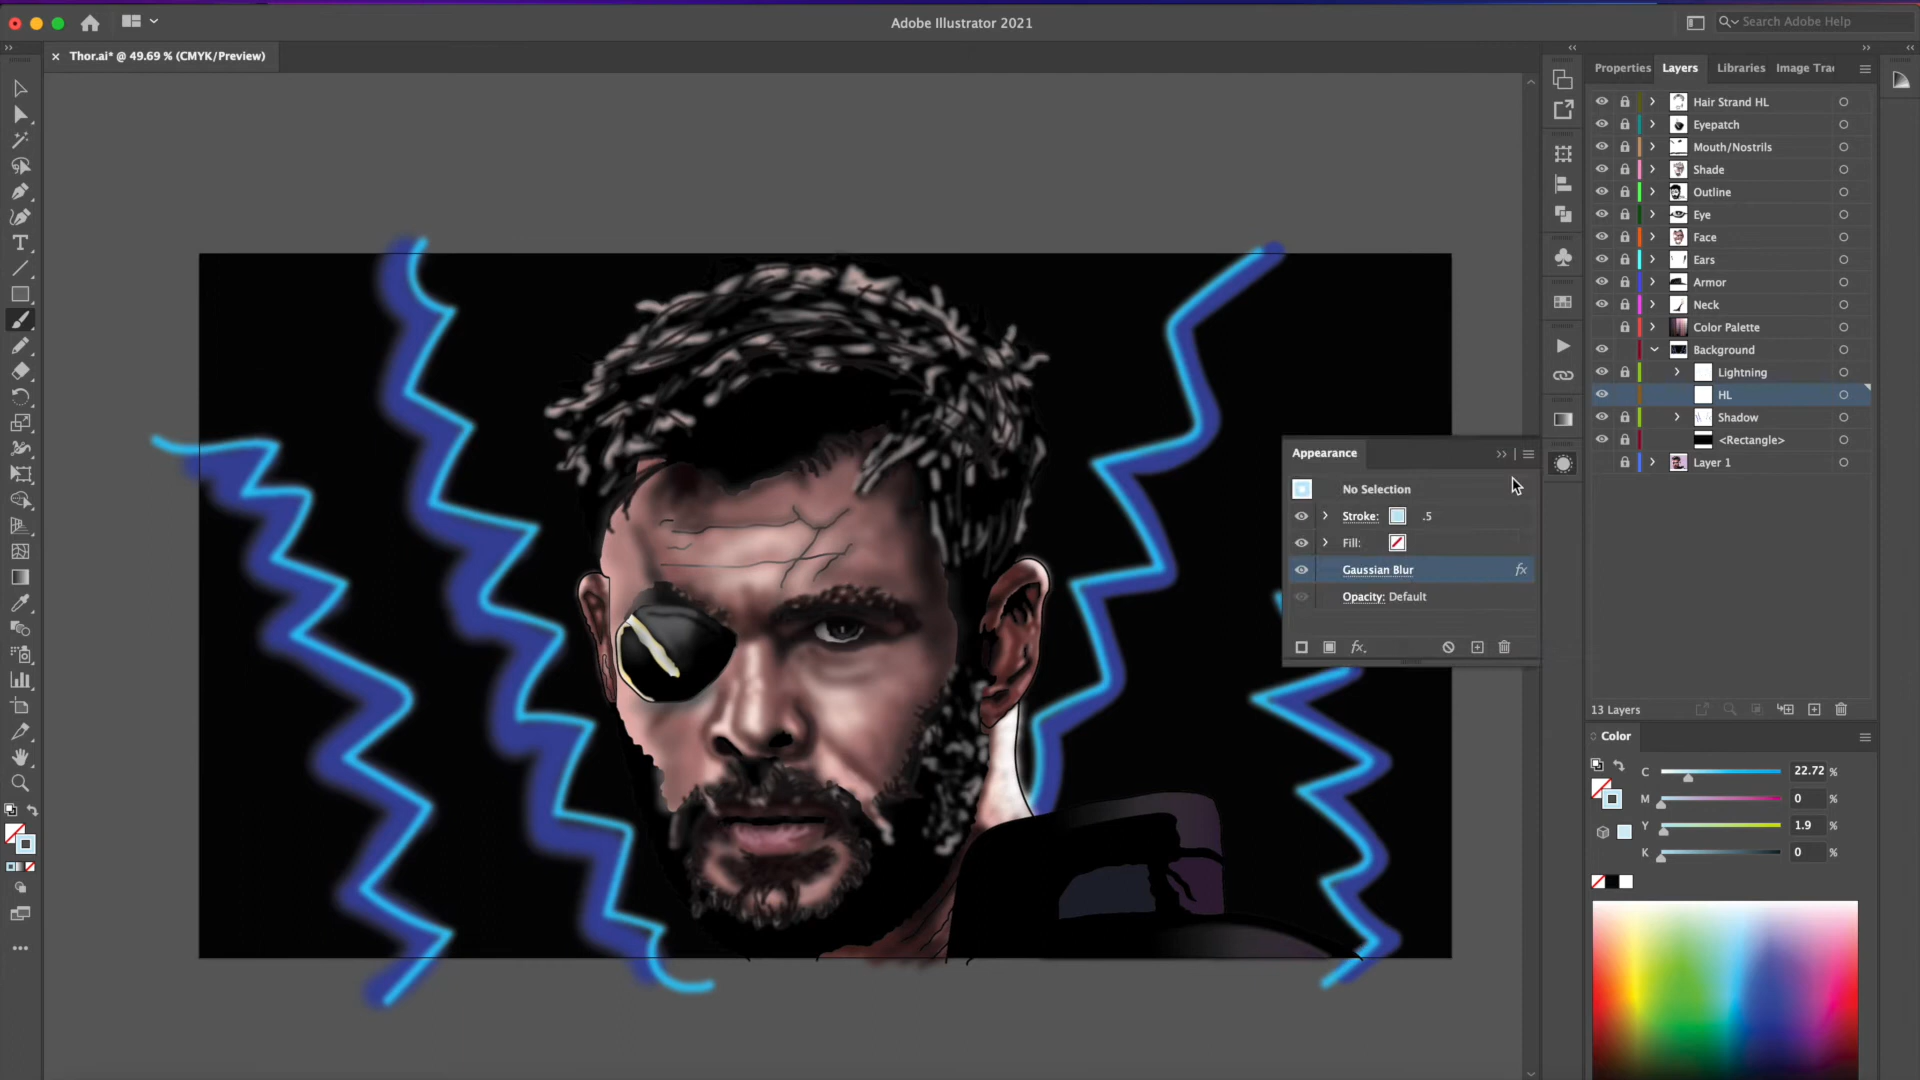 Adobe Illustrator 2021
Search Adobe Help
× Thor.ai* @ 49.69 % (CMYK/Preview)
Properties Layers Libraries Image Trac
Hair Strand HL
Eyepatch
Mouth/Nostrils
Shade
Outline
Eye
Face
Ears
Armor
Neck
Color Palette
Background
Lightning
HL
Shadow
<Rectangle>
Layer 1
Appearance
No Selection
Stroke: .5
Fill:
Gaussian Blur fx
Opacity: Default
fx.
13 Layers
Color
C 22.72 %
M 0 %
Y 1.9 %
K 0 %